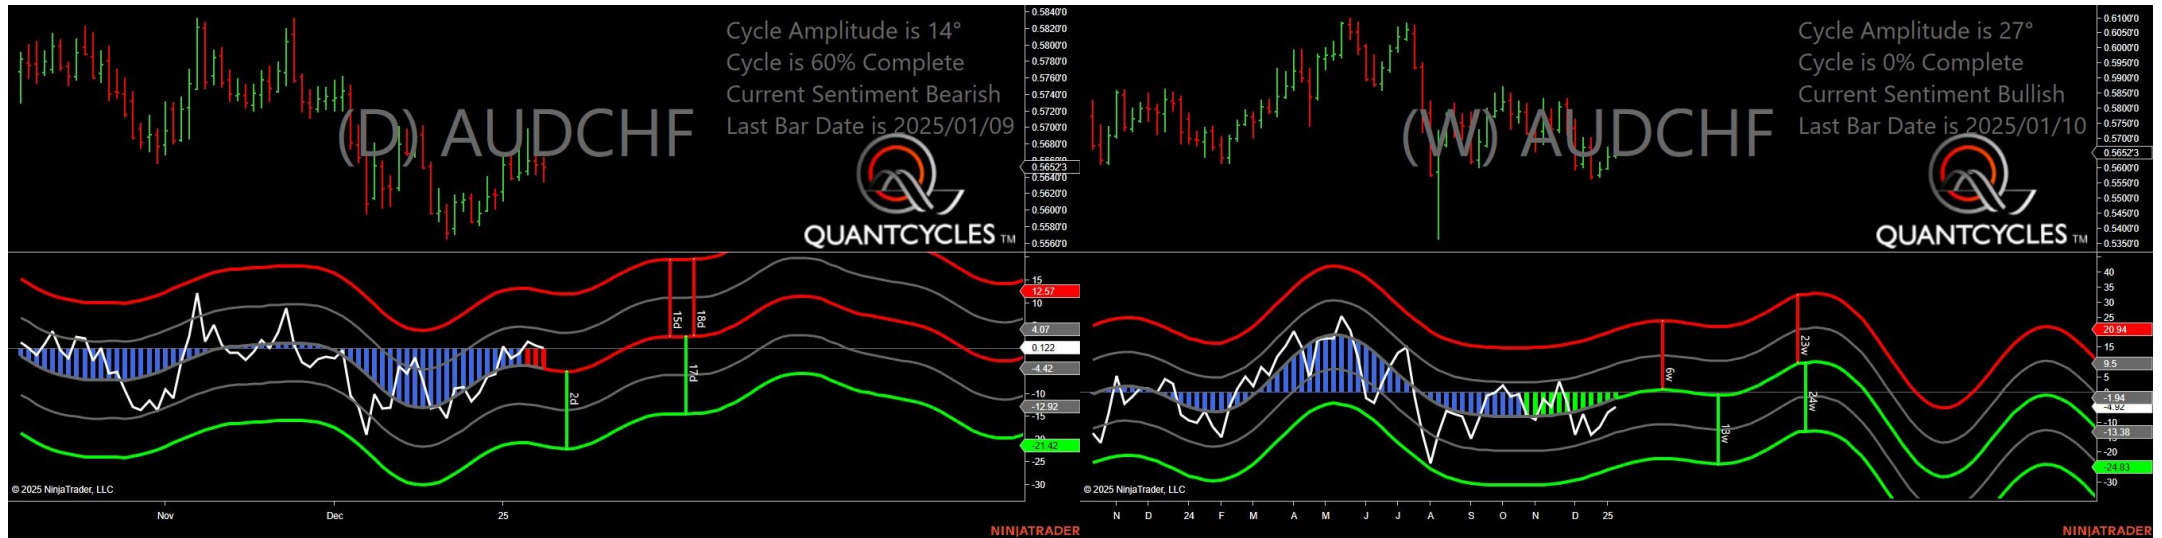 Cycle Amplitude is 14°
Cycle is 60% Complete
Current Sentiment Bearish
Last Bar Date is 2025/01/09
(D) AUDCHF
QUANTCYCLES TM
0.5840'0
0.5820'0
0.5800'0
0.5780'0
0.5760'0
0.5740'0
0.5720'0
0.5700'0
0.5680'0
0.5652'3
0.5640'0
0.5620'0
0.5600'0
0.5580'0
0.5560'0
15
12.57
10
4.07
0.122
-4.42
-10
-12.92
-15
-21.42
-25
-30
15d
18d
17d
2d
© 2025 NinjaTrader, LLC
Nov
Dec
25
NINJATRADER
Cycle Amplitude is 27°
Cycle is 0% Complete
Current Sentiment Bullish
Last Bar Date is 2025/01/10
(W) AUDCHF
QUANTCYCLES TM
0.6100'0
0.6050'0
0.6000'0
0.5950'0
0.5900'0
0.5850'0
0.5800'0
0.5750'0
0.5700'0
0.5652'3
0.5600'0
0.5550'0
0.5500'0
0.5450'0
0.5400'0
0.5350'0
40
35
30
25
20.94
15
9.5
5
-1.94
-4.92
-10
-13.38
-20
-24.83
-30
6w
23w
24w
13w
© 2025 NinjaTrader, LLC
N D 24 F M A M J J A S O N D 25
NINJATRADER